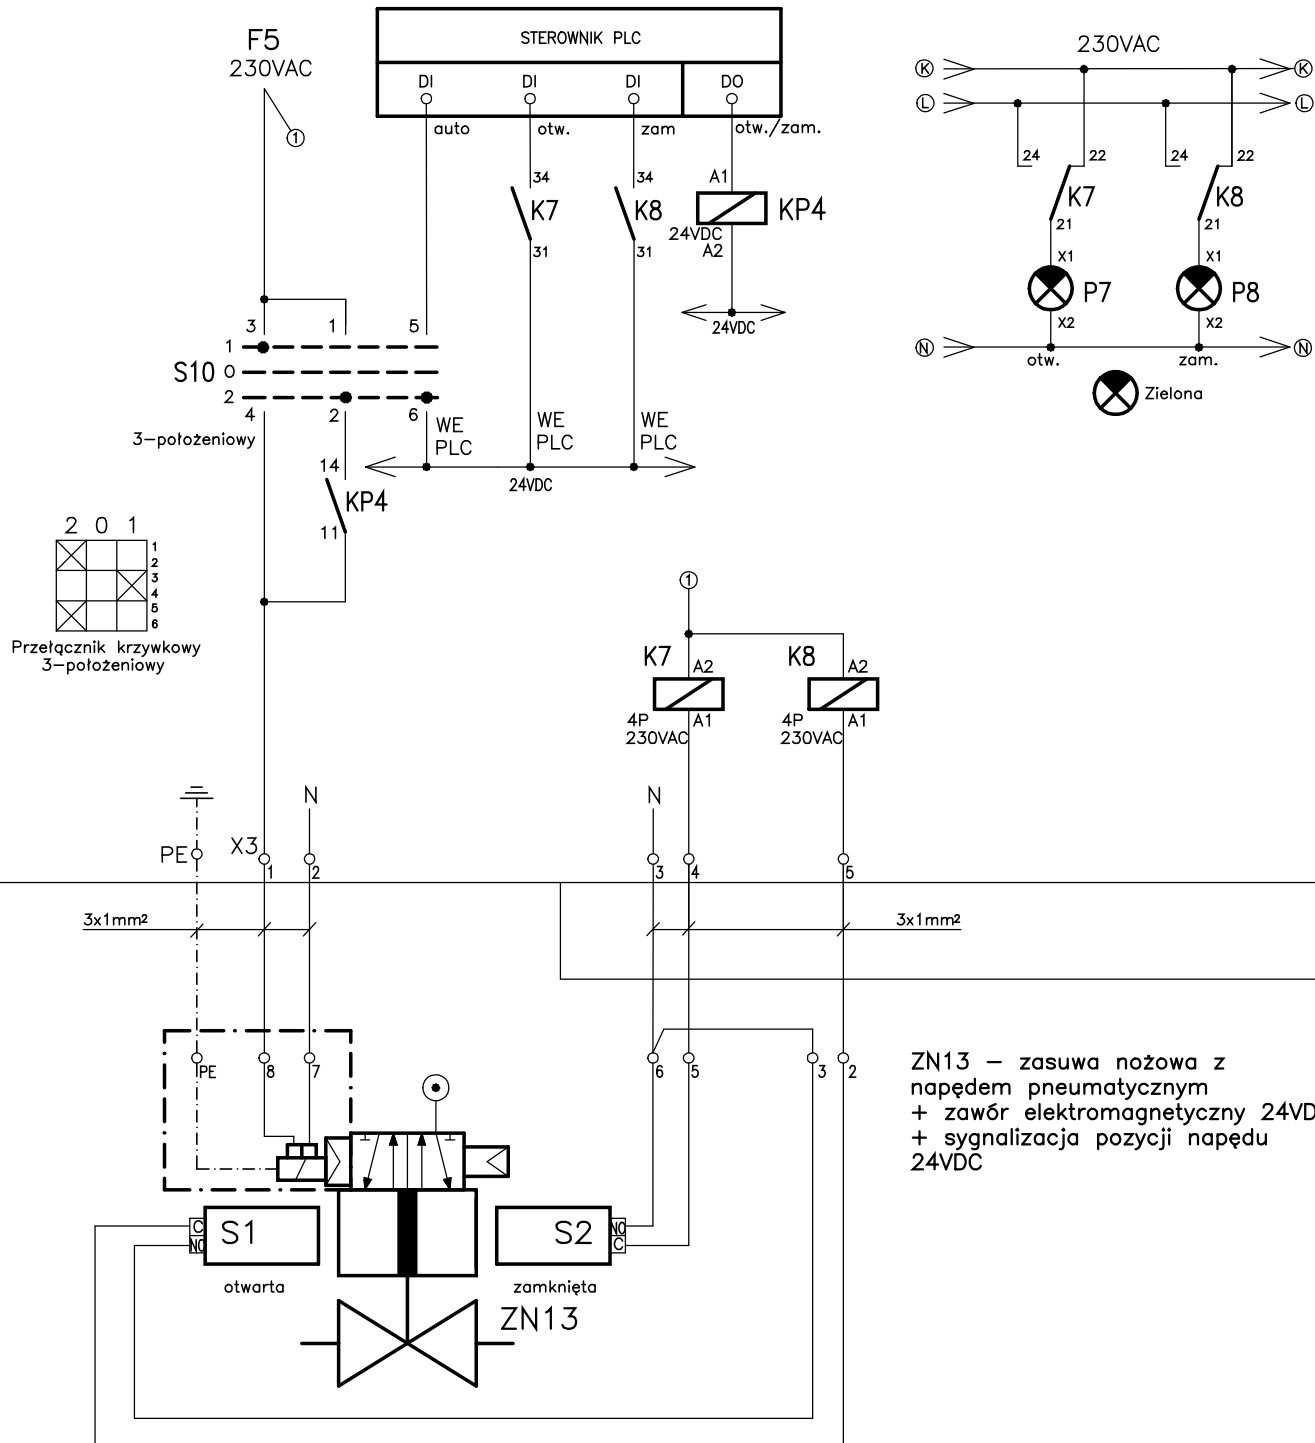 F5
230VAC
1
STEROWNIK PLC
DI
DI
DI
DO
auto
otw.
zam
otw./zam.
34
K7
31
34
K8
31
A1
KP4
24VDC
A2
24VDC
230VAC
K
K
L
L
24
22
24
22
K7
K8
21
21
X1
X1
P7
P8
X2
X2
N
N
otw.
zam.
Zielona
3
1
5
1
S10
0
2
4
2
6
3-położeniowy
WE
PLC
WE
PLC
WE
PLC
24VDC
14
KP4
11
2 0 1
1
2
3
4
5
6
Przełącznik krzywkowy
3-położeniowy
1
K7
A2
K8
A2
4P
A1
230VAC
4P
A1
230VAC
N
N
PE
X3
1
2
3
4
5
3x1mm²
3x1mm²
PE
8
7
6
5
3
2
ZN13 – zasuwa nożowa z
napędem pneumatycznym
+ zawór elektromagnetyczny 24VD
+ sygnalizacja pozycji napędu
24VDC
C
NO
S1
S2
NO
C
otwarta
zamknięta
ZN13